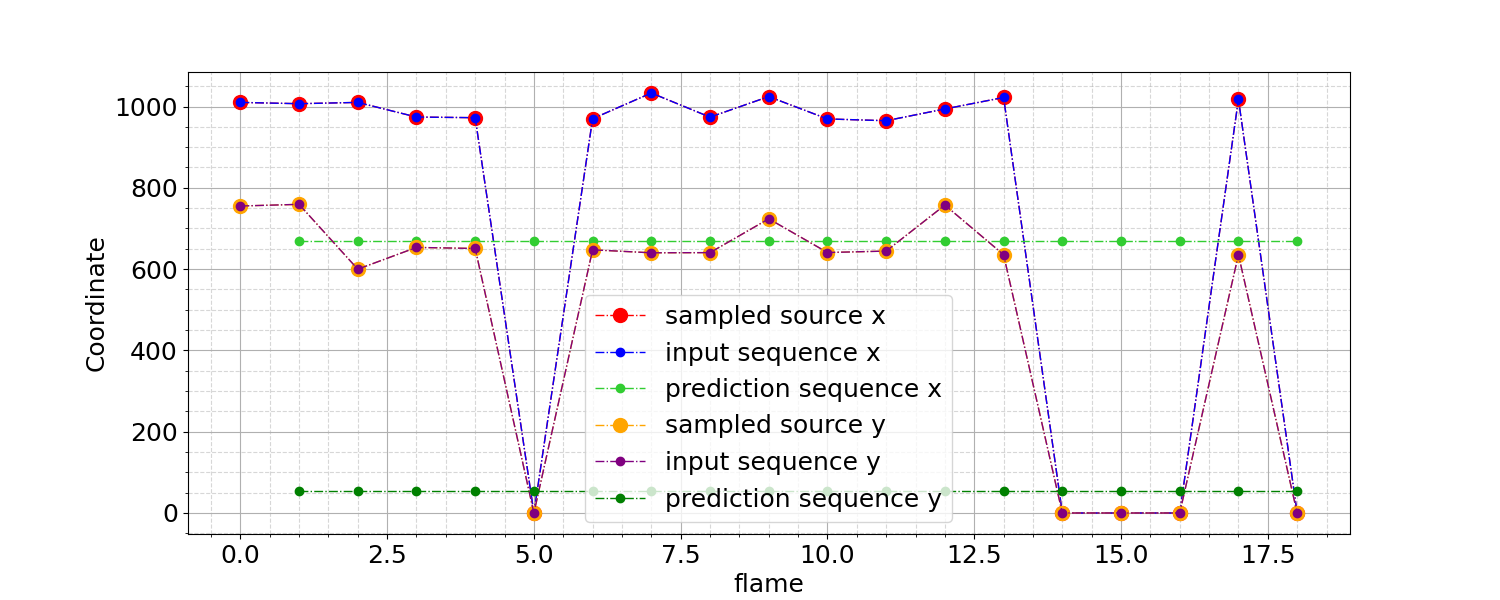 1000
800
600
400
200
0
Coordinate
sampled source x
input sequence x
prediction sequence x
sampled source y
input sequence y
prediction sequence y
0.0 2.5 5.0 7.5 10.0 12.5 15.0 17.5
flame